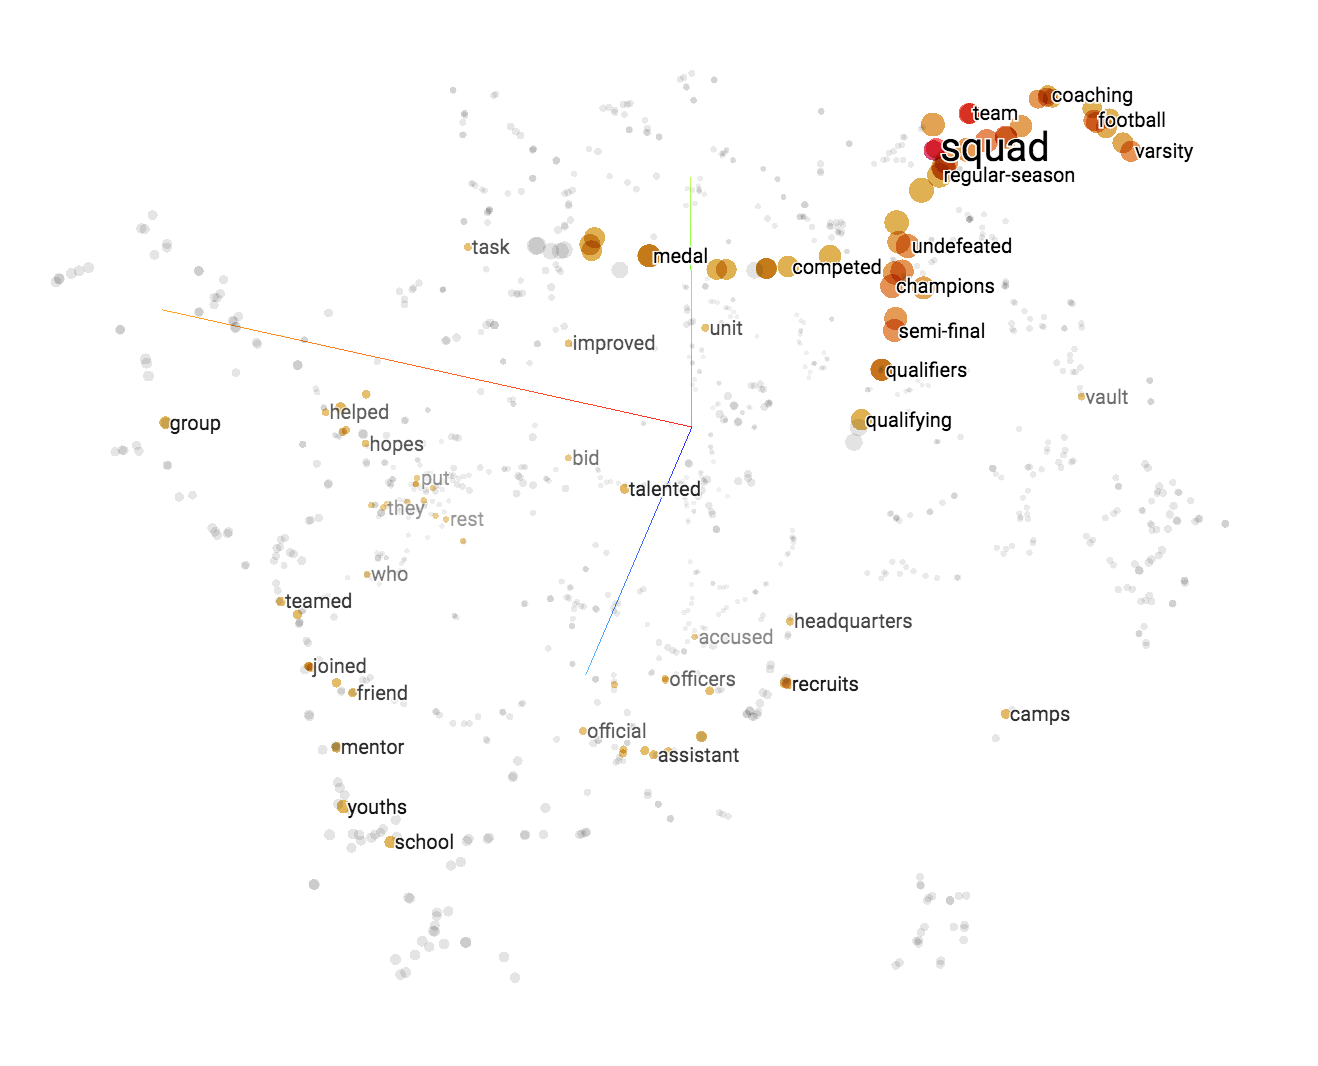 coaching
team
football
squad
varsity
regular-season
undefeated
task
medal
competed
champions
unit
semi-final
improved
qualifiers
vault
helped
group
qualifying
hopes
bid
put
talented
they
rest
who
teamed
headquarters
accused
joined
officers
recruits
friend
camps
official
mentor
assistant
youths
school